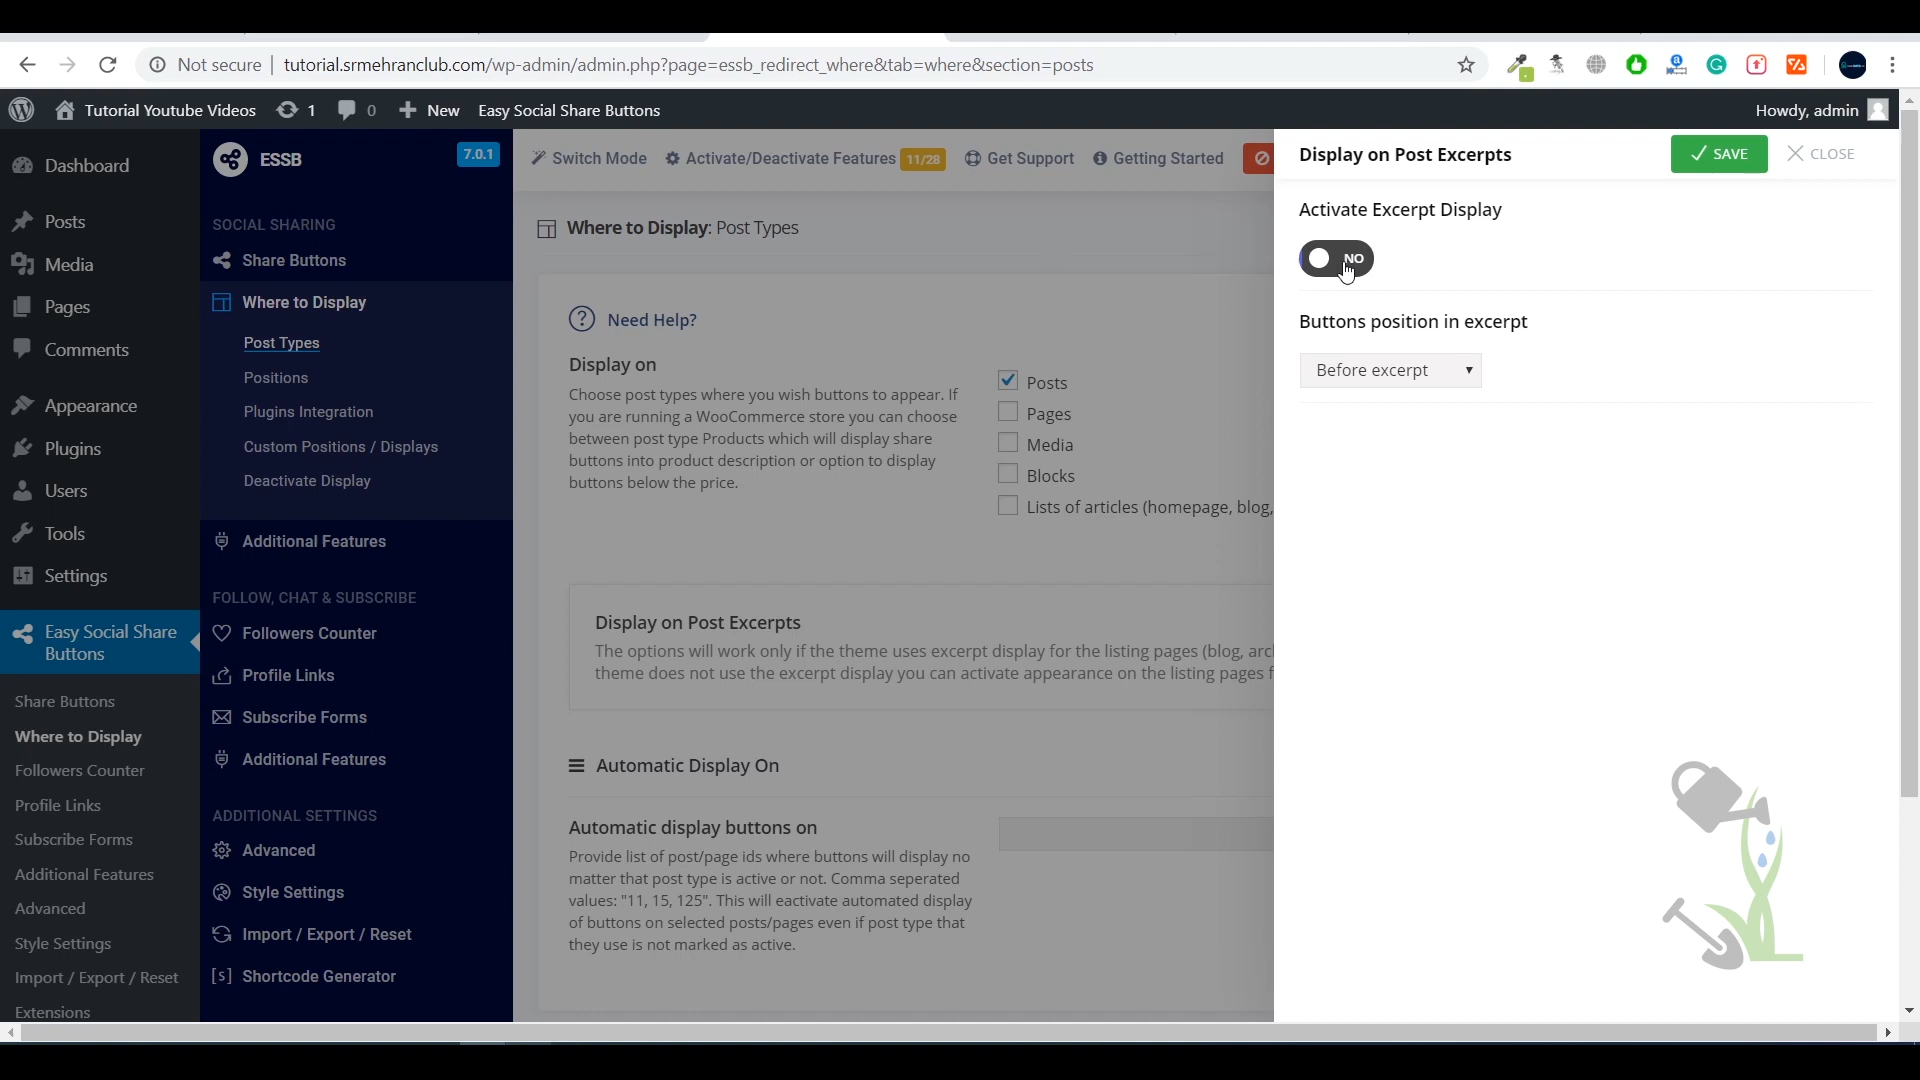 Not secure
tutorial.srmehranclub.com/wp-admin/admin.php?page=essb_redirect_where&tab=where&section=posts
Tutorial Youtube Videos
1
0
New
Easy Social Share Buttons
Howdy, admin
Dashboard
Posts
Media
Pages
Comments
Appearance
Plugins
Users
Tools
Settings
Easy Social Share
Buttons
Share Buttons
Where to Display
Followers Counter
Profile Links
Subscribe Forms
Additional Features
Advanced
Style Settings
Import / Export / Reset
Extensions
ESSB
7.0.1
SOCIAL SHARING
Share Buttons
Where to Display
Post Types
Positions
Plugins Integration
Custom Positions / Displays
Deactivate Display
Additional Features
FOLLOW, CHAT & SUBSCRIBE
Followers Counter
Profile Links
Subscribe Forms
Additional Features
ADDITIONAL SETTINGS
Advanced
Style Settings
Import / Export / Reset
[s] Shortcode Generator
Switch Mode
Activate/Deactivate Features 11/28
Get Support
Getting Started
Where to Display: Post Types
Need Help?
Display on
Choose post types where you wish buttons to appear. If
you are running a WooCommerce store you can choose
between post type Products which will display share
buttons into product description or option to display
buttons below the price.
Posts
Pages
Media
Blocks
Lists of articles (homepage, blog,
Display on Post Excerpts
The options will work only if the theme uses excerpt display for the listing pages (blog,
theme does not use the excerpt display you can activate appearance on the listing pages
Automatic Display On
Automatic display buttons on
Provide list of post/page ids where buttons will display no
matter that post type is active or not. Comma seperated
values: "11, 15, 125". This will eactivate automated display
of buttons on selected posts/pages even if post type that
they use is not marked as active.
Display on Post Excerpts
SAVE
CLOSE
Activate Excerpt Display
NO
Buttons position in excerpt
Before excerpt